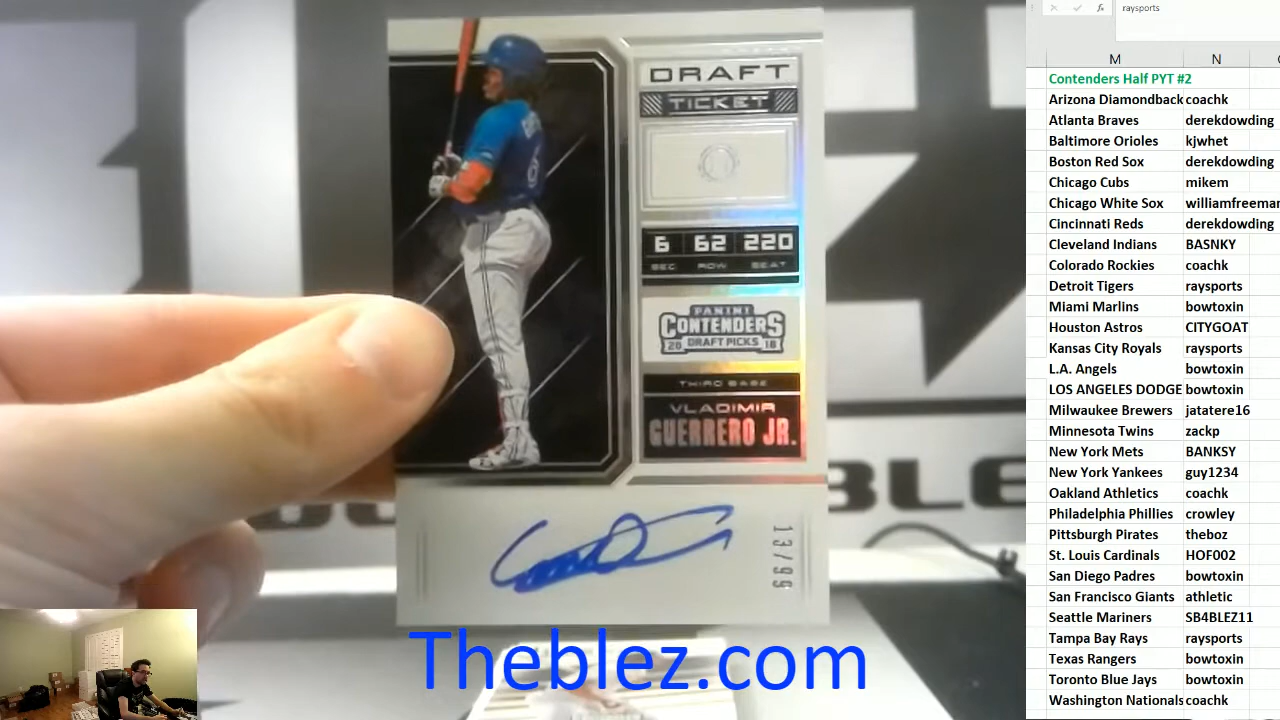 raysports
M N
Contenders Half PYT #2
Arizona Diamondback coachk
Atlanta Braves derekdowding
Baltimore Orioles kjwhet
Boston Red Sox derekdowding
Chicago Cubs mikem
Chicago White Sox williamfreeman
Cincinnati Reds derekdowding
Cleveland Indians BASNKY
Colorado Rockies coachk
Detroit Tigers raysports
Miami Marlins bowtoxin
Houston Astros CITYGOAT
Kansas City Royals raysports
L.A. Angels bowtoxin
LOS ANGELES DODGE bowtoxin
Milwaukee Brewers jatatere16
Minnesota Twins zackp
New York Mets BANKSY
New York Yankees guy1234
Oakland Athletics coachk
Philadelphia Phillies crowley
Pittsburgh Pirates theboz
St. Louis Cardinals HOF002
San Diego Padres bowtoxin
San Francisco Giants athletic
Seattle Mariners SB4BLEZ11
Tampa Bay Rays raysports
Texas Rangers bowtoxin
Toronto Blue Jays bowtoxin
Washington Nationals coachk
DRAFT
TICKET
6 62 220
SEC ROW SEAT
PANINI
CONTENDERS
20 DRAFT PICKS 18
THIRD BASE
VLADIMIR
GUERRERO JR.
13/99
Theblez.com